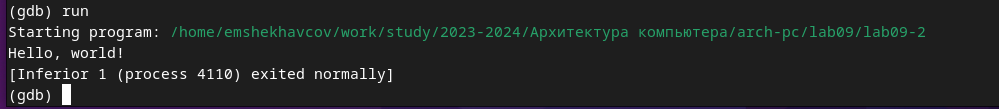 (gdb) run
Starting program: /home/emshekhavcov/work/study/2023-2024/Архитектура компьютера/arch-pc/lab09/lab09-2
Hello, world!
[Inferior 1 (process 4110) exited normally]
(gdb)